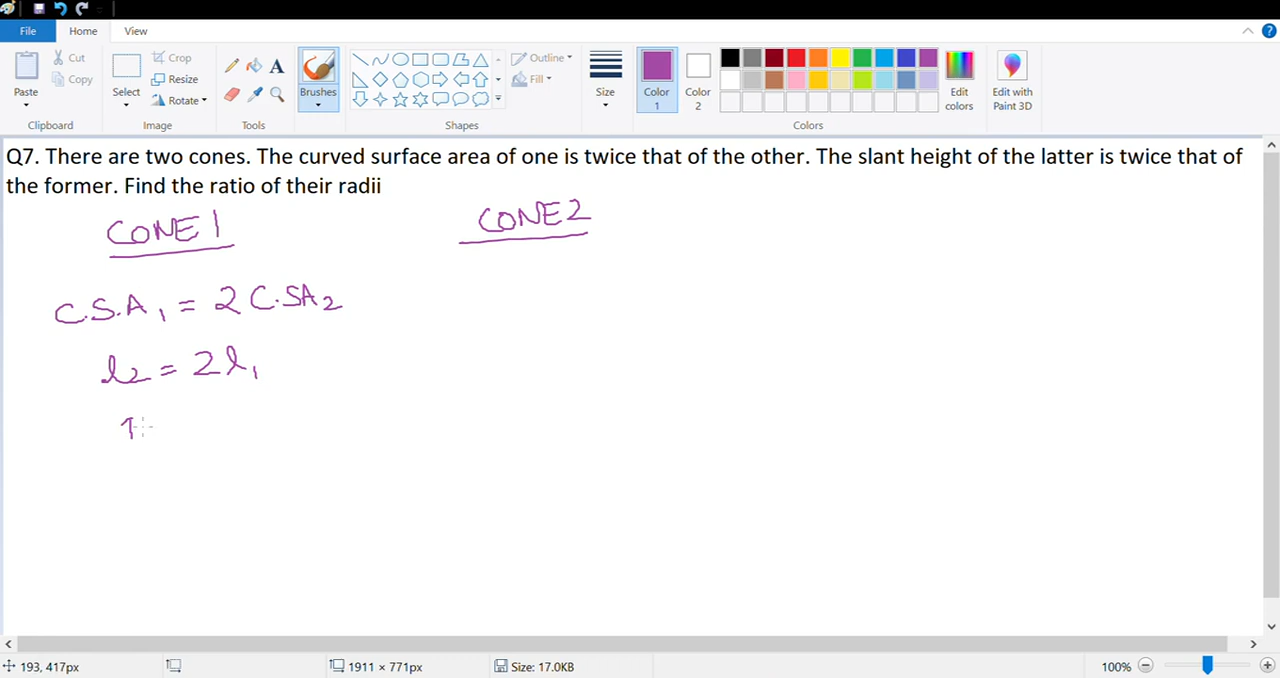 File Home View
Cut
Copy
Paste
Clipboard
Select
Crop
Resize
Rotate
Image
A
Tools
Brushes
Shapes
Outline
Fill
Size
Color 1
Color 2
Edit colors
Colors
Edit with Paint 3D
Q7. There are two cones. The curved surface area of one is twice that of the other. The slant height of the latter is twice that of
the former. Find the ratio of their radii
CONE 1 CONE 2
C.S.A1 = 2 C.SA2
l2 = 2l1
193, 417px
1911 × 771px
Size: 17.0KB
100%